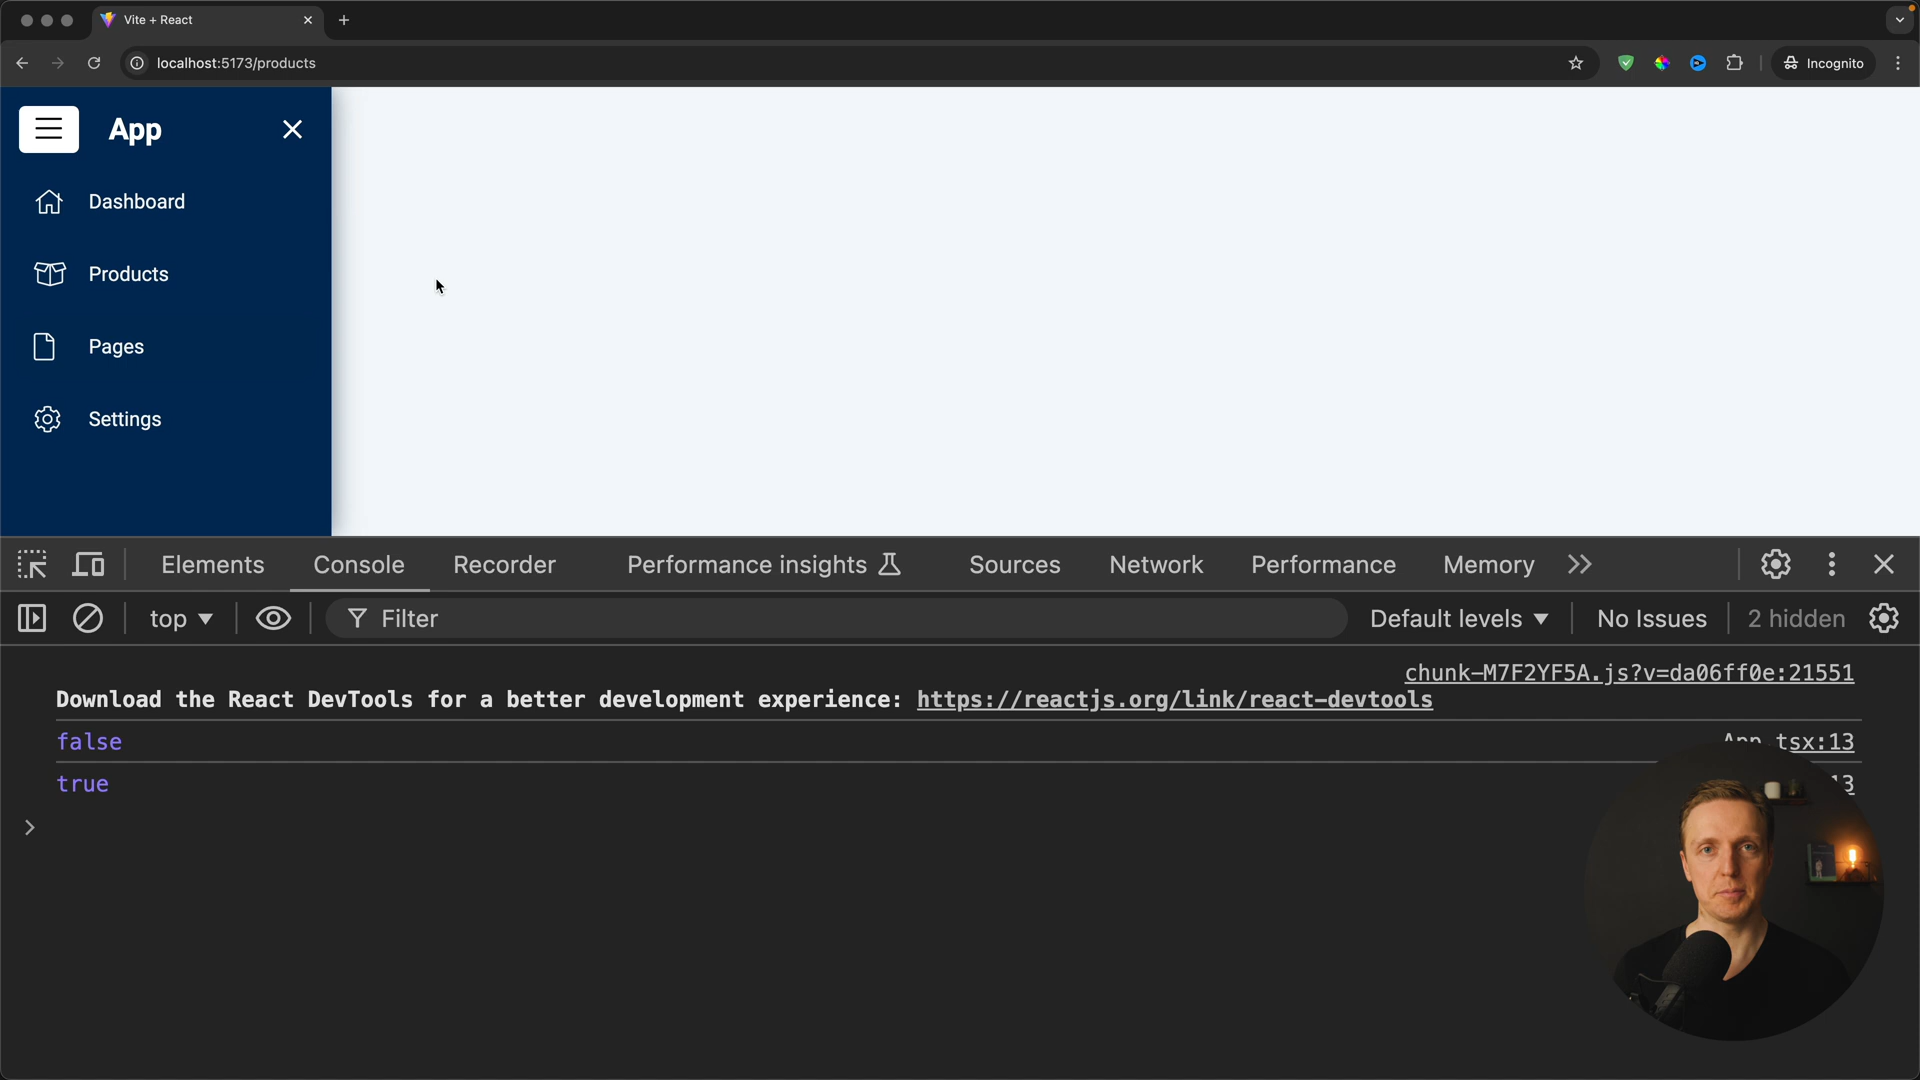 Vite + React
localhost:5173/products
Incognito
App
Dashboard
Products
Pages
Settings
Elements
Console
Recorder
Performance insights
Sources
Network
Performance
Memory
top
Filter
Default levels
No Issues
2 hidden
chunk-M7F2YF5A.js?v=da06ff0e:21551
Download the React DevTools for a better development experience: https://reactjs.org/link/react-devtools
false App.tsx:13
true